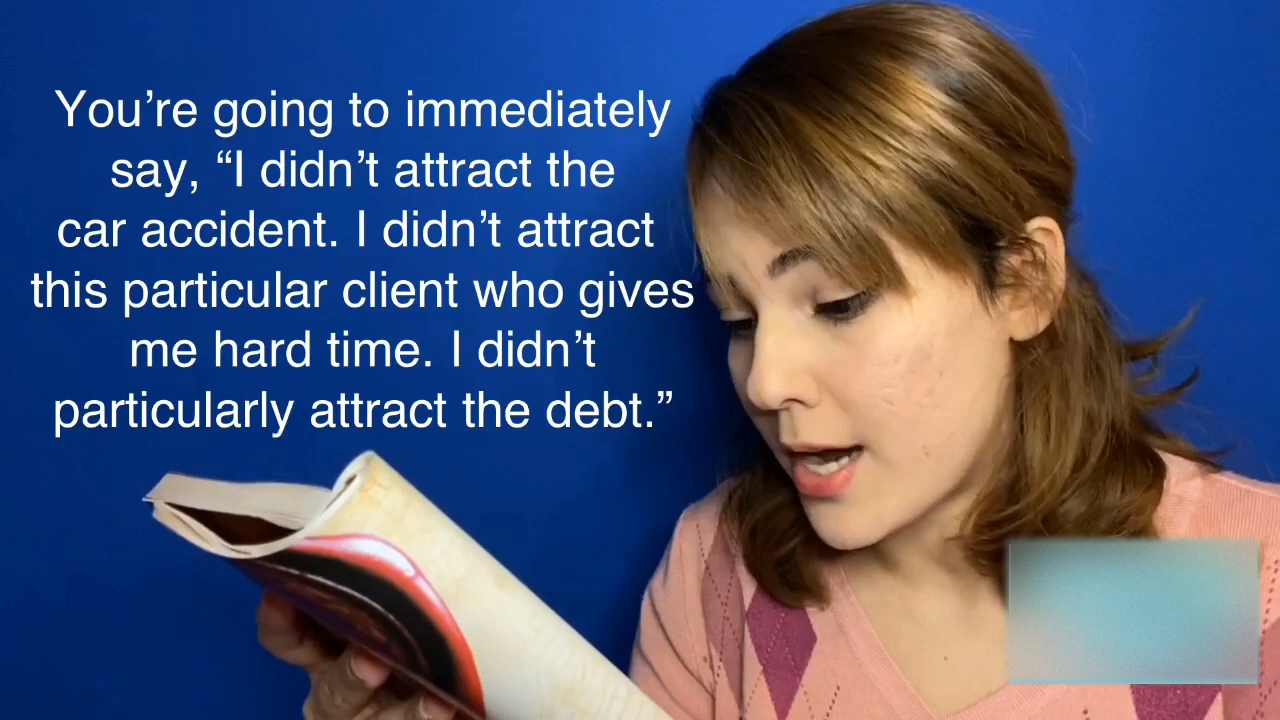 You’re going to immediately
say, “I didn’t attract the
car accident. I didn’t attract
this particular client who gives
me hard time. I didn’t
particularly attract the debt.”